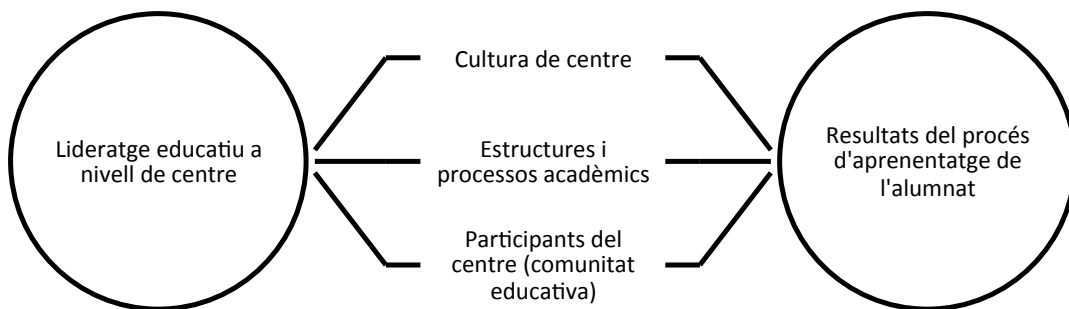 Lideratge educatiu a
nivell de centre
Cultura de centre
Estructures i
processos acadèmics
Participants del
centre (comunitat
educativa)
Resultats del procés
d'aprenentatge de
l'alumnat